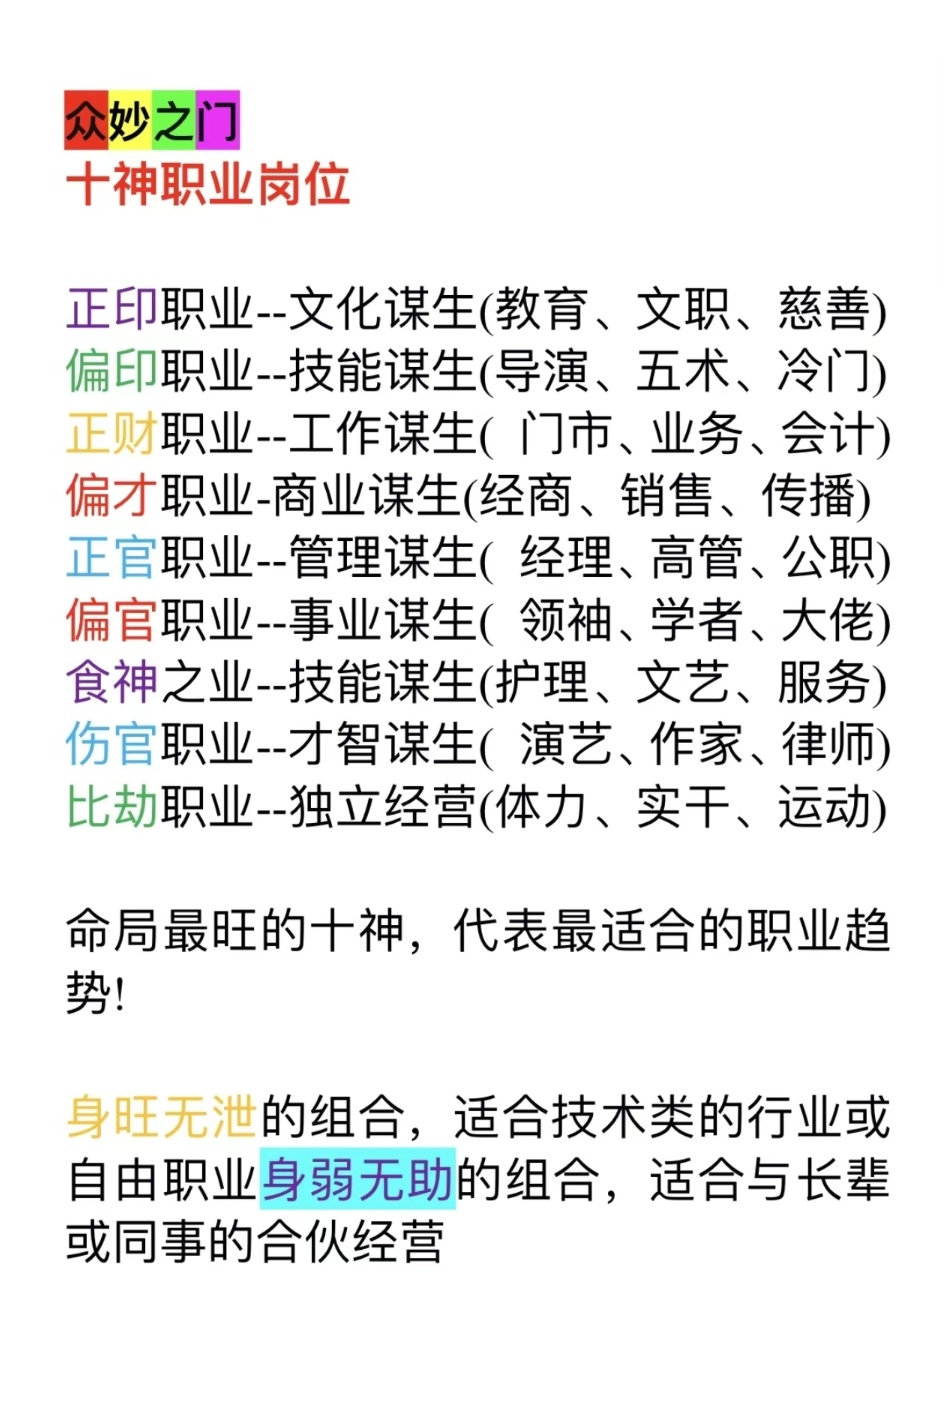 众妙之门
十神职业岗位
正印职业--文化谋生(教育、文职、慈善)
偏印职业--技能谋生(导演、五术、冷门)
正财职业--工作谋生( 门市、业务、会计)
偏才职业-商业谋生(经商、销售、传播)
正官职业--管理谋生( 经理、高管、公职)
偏官职业--事业谋生( 领袖、学者、大佬)
食神之业--技能谋生(护理、文艺、服务)
伤官职业--才智谋生( 演艺、作家、律师)
比劫职业--独立经营(体力、实干、运动)
命局最旺的十神，代表最适合的职业趋
势!
身旺无泄的组合，适合技术类的行业或
自由职业身弱无助的组合，适合与长辈
或同事的合伙经营